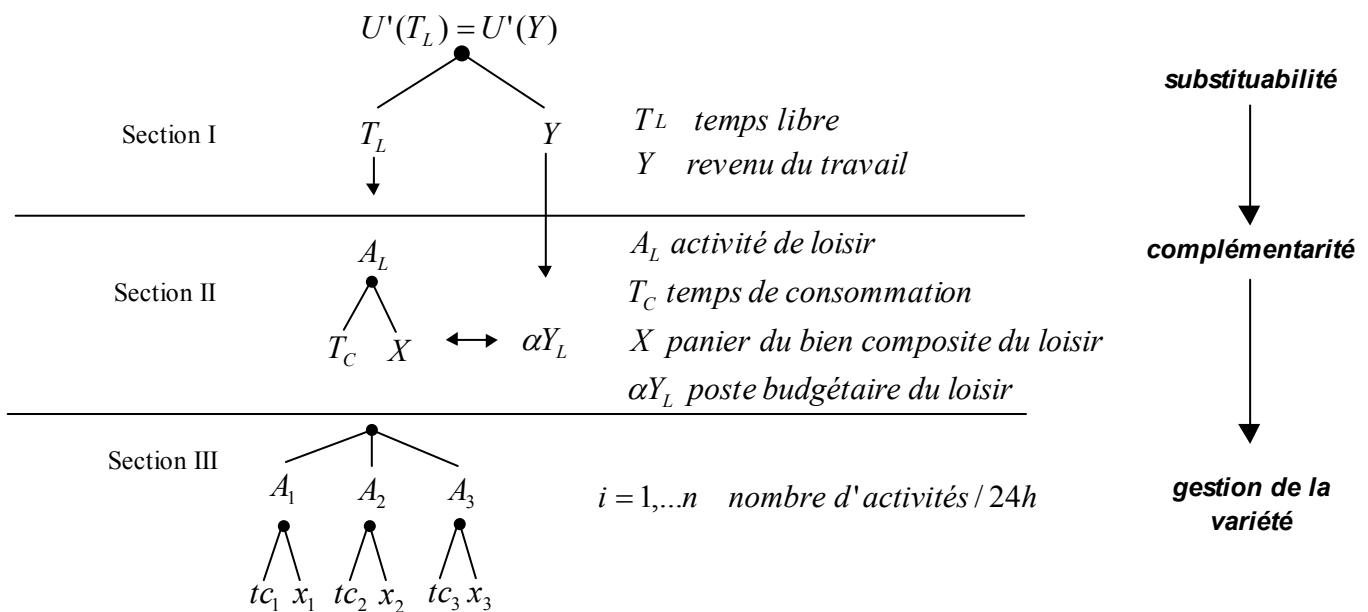 U'(T_L) = U'(Y)
substituabilité
Section I
T_L
Y
T_L temps libre
Y revenu du travail
A_L
A_L activité de loisir
complémentarité
Section II
T_C temps de consommation
T_C X
αY_L
X panier du bien composite du loisir
αY_L poste budgétaire du loisir
Section III
A_1 A_2 A_3
i = 1,...n nombre d'activités / 24h
gestion de la
variété
tc_1 x_1 tc_2 x_2 tc_3 x_3